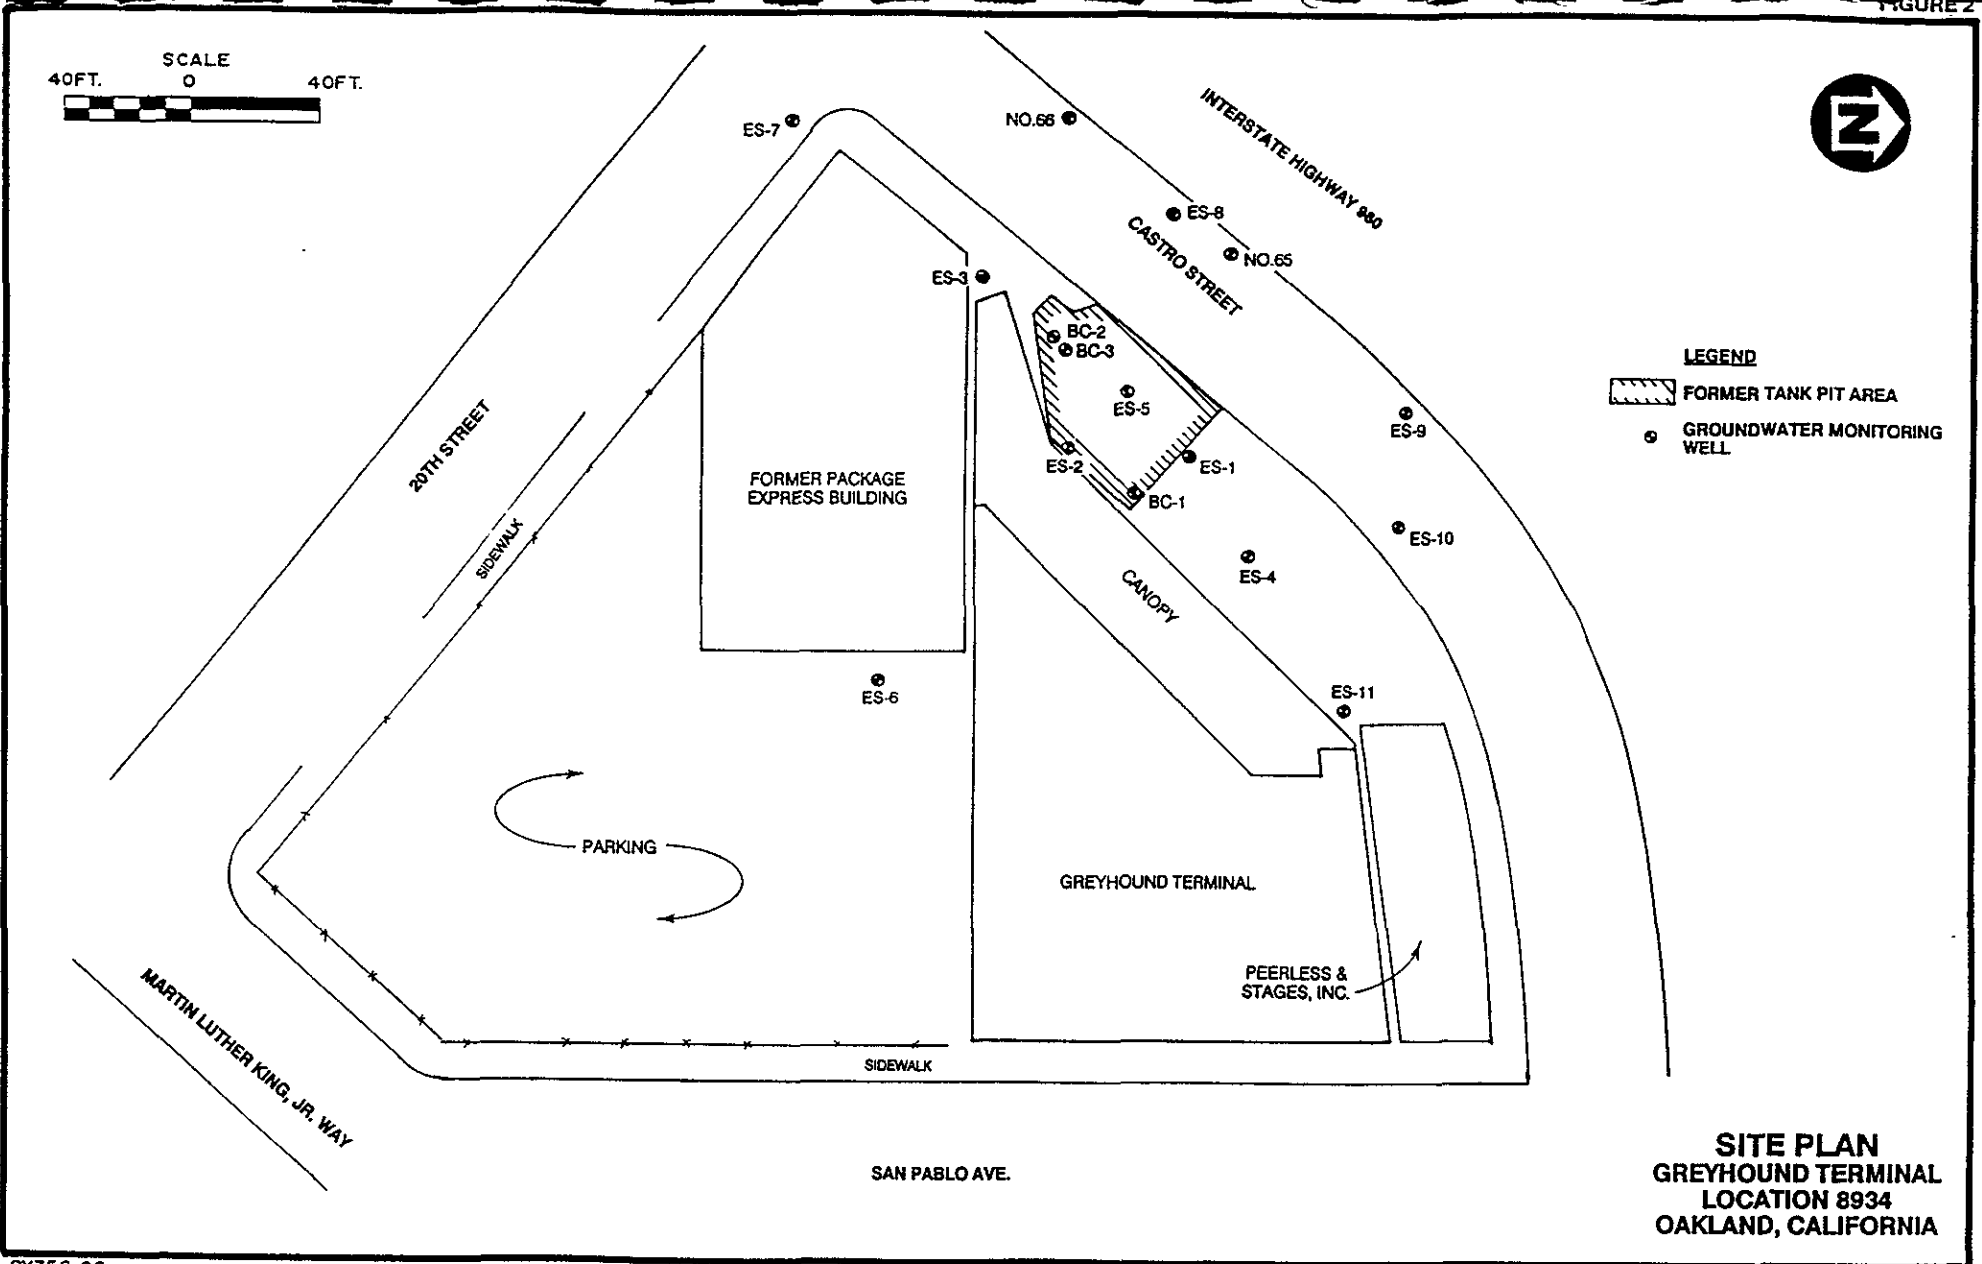 FIGURE 2
SCALE
40FT. 0 40FT.
N
ES-7
NO.66
INTERSTATE HIGHWAY 980
ES-8
CASTRO STREET
NO.65
ES-3
BC-2
BC-3
ES-5
ES-2
ES-1
BC-1
ES-9
ES-10
ES-4
LEGEND
FORMER TANK PIT AREA
GROUNDWATER MONITORING
WELL
20TH STREET
SIDEWALK
FORMER PACKAGE
EXPRESS BUILDING
CANOPY
ES-6
ES-11
PARKING
GREYHOUND TERMINAL
PEERLESS &
STAGES, INC.
SIDEWALK
MARTIN LUTHER KING, JR. WAY
SAN PABLO AVE.
SITE PLAN
GREYHOUND TERMINAL
LOCATION 8934
OAKLAND, CALIFORNIA